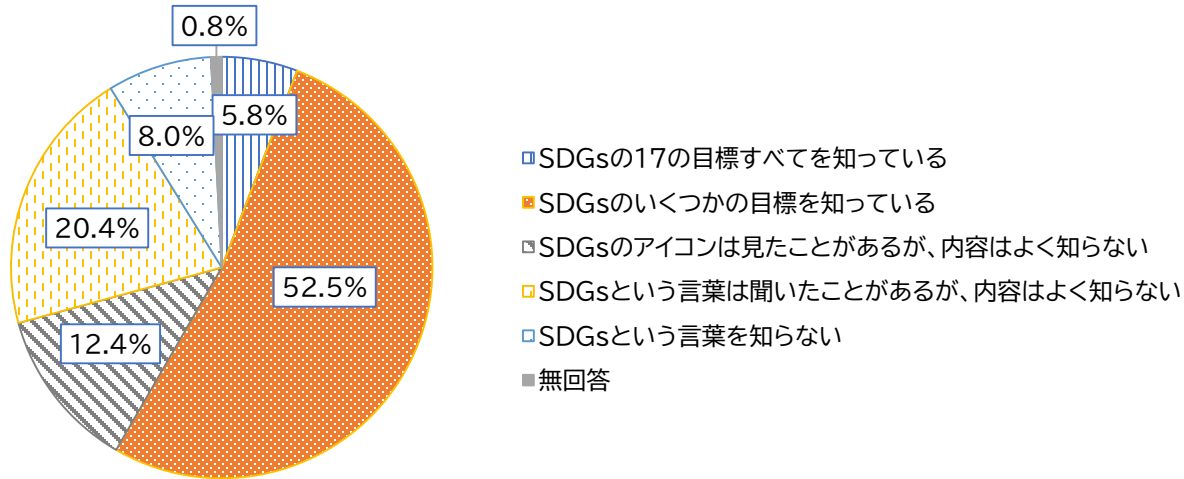 0.8%
5.8%
8.0%
20.4%
52.5%
12.4%
SDGsの17の目標すべてを知っている
SDGsのいくつかの目標を知っている
SDGsのアイコンは見たことがあるが、内容はよく知らない
SDGsという言葉は聞いたことがあるが、内容はよく知らない
SDGsという言葉を知らない
無回答